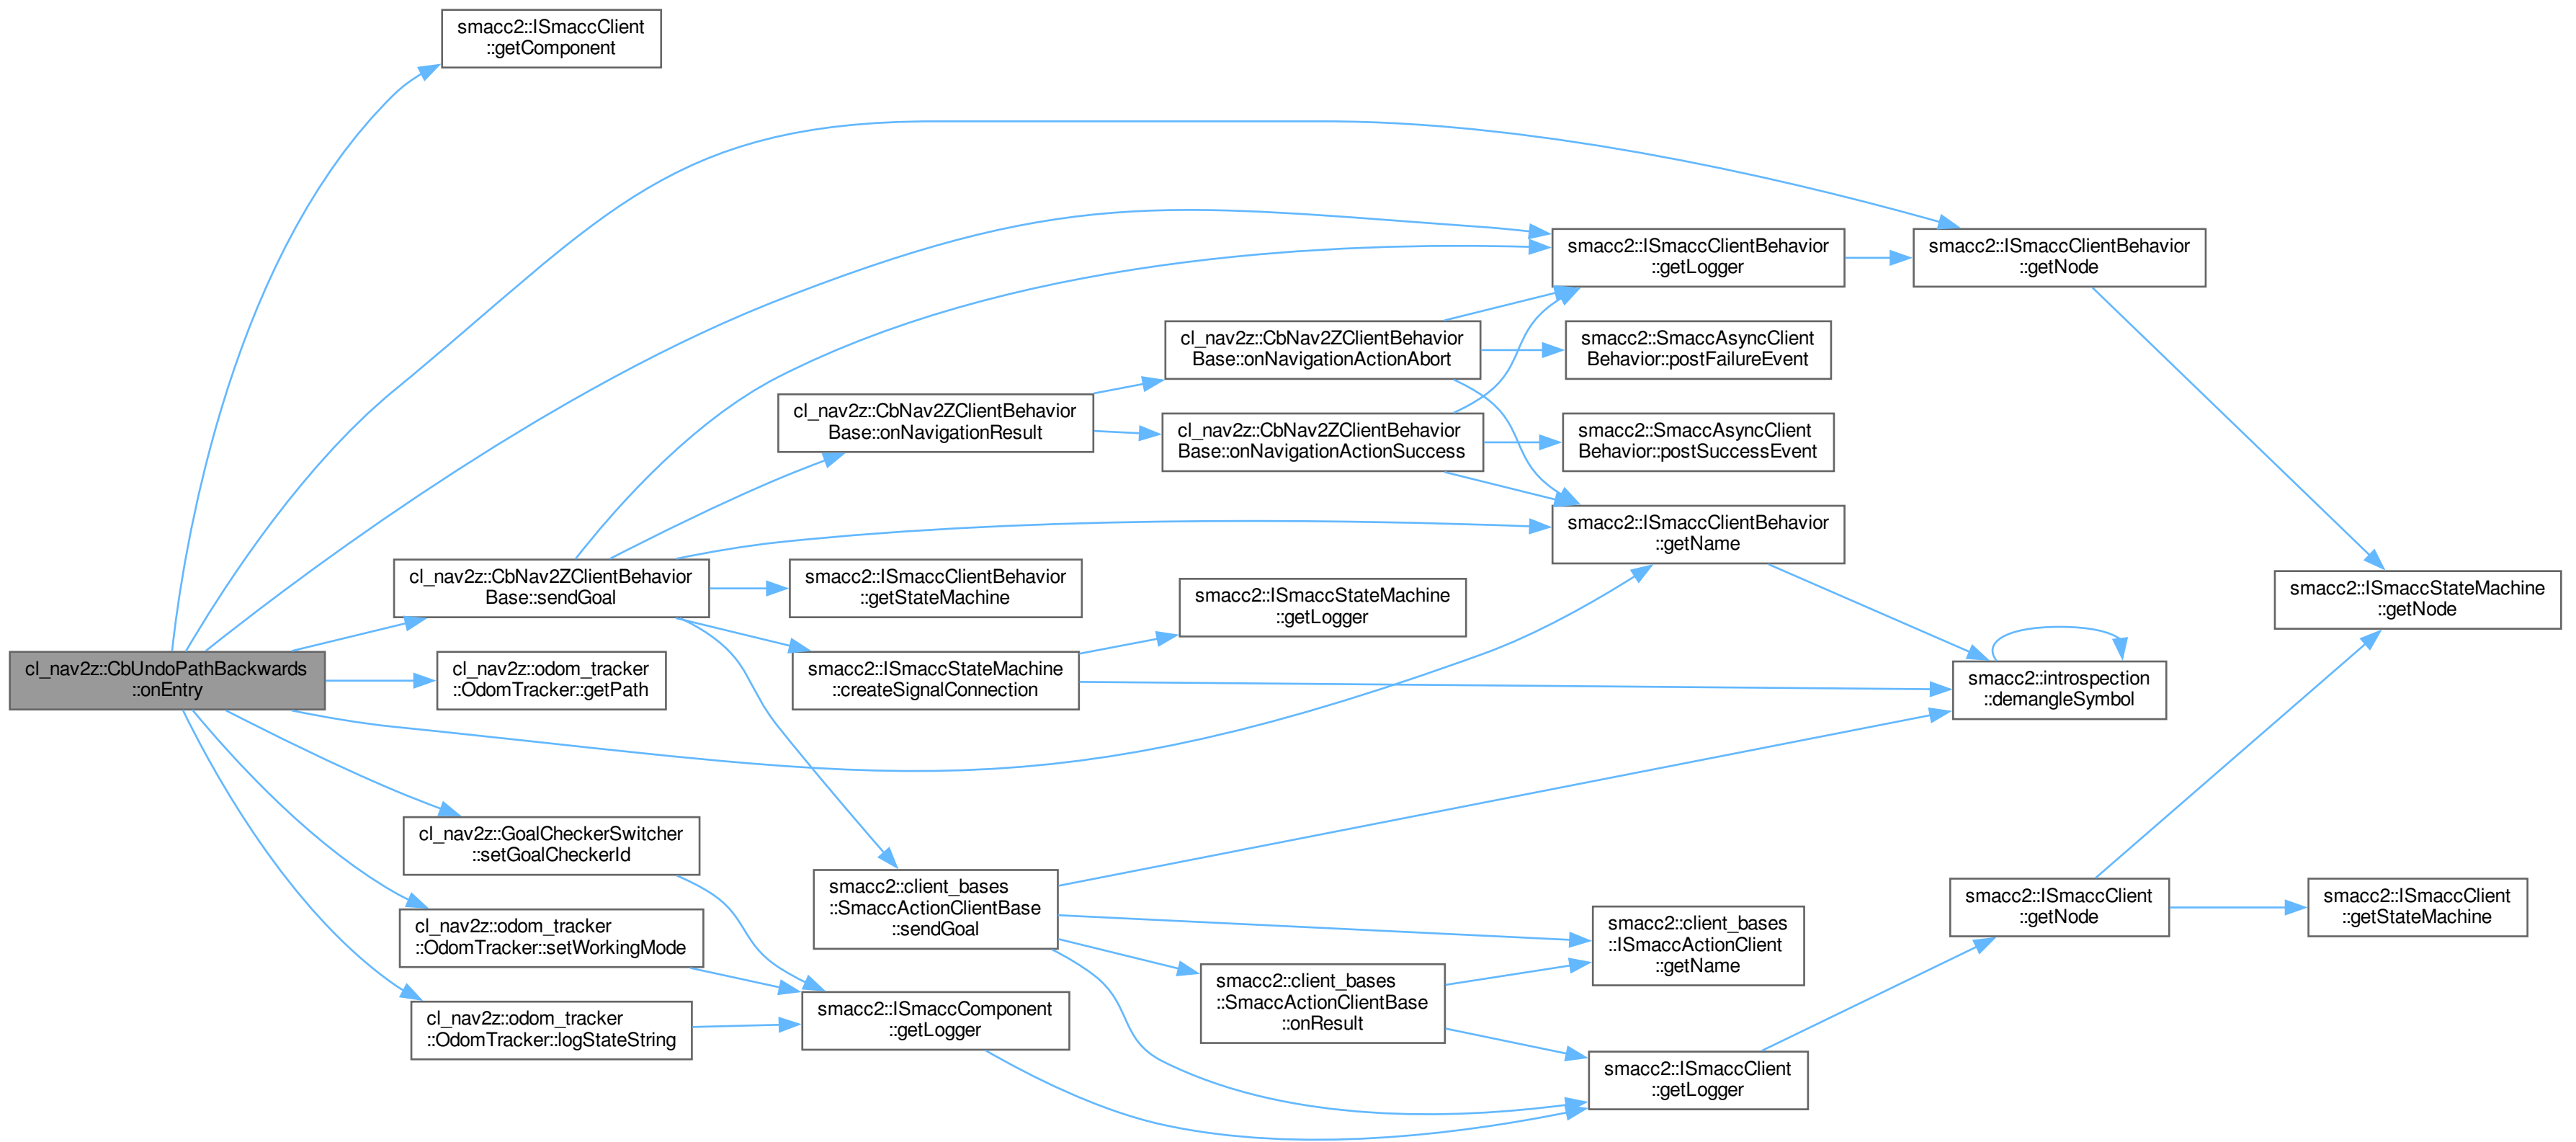 smacc2::ISmaccClient
::getComponent
smacc2::ISmaccClientBehavior
::getLogger
smacc2::ISmaccClientBehavior
::getNode
cl_nav2z::CbNav2ZClientBehavior
Base::onNavigationActionAbort
smacc2::SmaccAsyncClient
Behavior::postFailureEvent
cl_nav2z::CbNav2ZClientBehavior
Base::onNavigationResult
cl_nav2z::CbNav2ZClientBehavior
Base::onNavigationActionSuccess
smacc2::SmaccAsyncClient
Behavior::postSuccessEvent
smacc2::ISmaccClientBehavior
::getName
cl_nav2z::CbNav2ZClientBehavior
Base::sendGoal
smacc2::ISmaccClientBehavior
::getStateMachine
smacc2::ISmaccStateMachine
::getLogger
smacc2::ISmaccStateMachine
::getNode
cl_nav2z::CbUndoPathBackwards
::onEntry
cl_nav2z::odom_tracker
::OdomTracker::getPath
smacc2::ISmaccStateMachine
::createSignalConnection
smacc2::introspection
::demangleSymbol
cl_nav2z::GoalCheckerSwitcher
::setGoalCheckerId
smacc2::client_bases
::SmaccActionClientBase
::sendGoal
smacc2::ISmaccClient
::getNode
smacc2::ISmaccClient
::getStateMachine
cl_nav2z::odom_tracker
::OdomTracker::setWorkingMode
smacc2::client_bases
::ISmaccActionClient
::getName
cl_nav2z::odom_tracker
::OdomTracker::logStateString
smacc2::ISmaccComponent
::getLogger
smacc2::client_bases
::SmaccActionClientBase
::onResult
smacc2::ISmaccClient
::getLogger